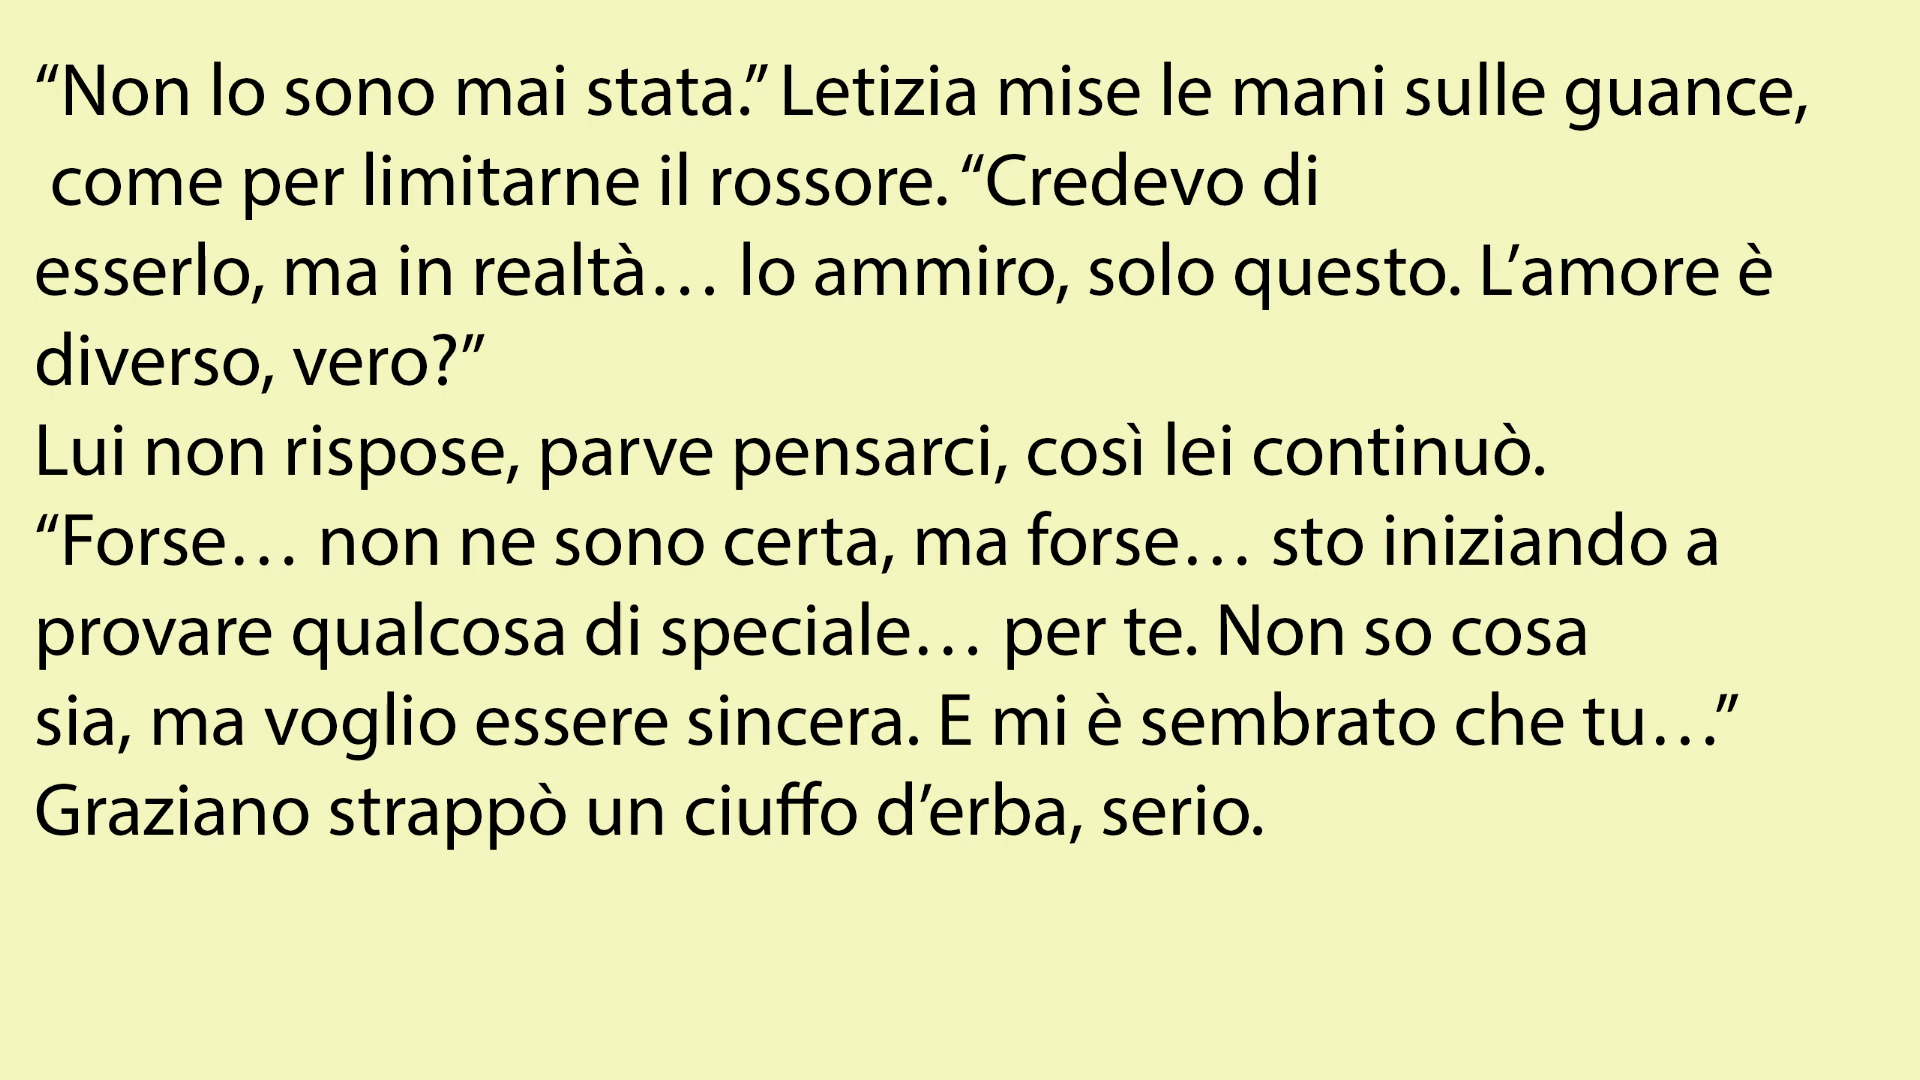 “Non lo sono mai stata.” Letizia mise le mani sulle guance,
come per limitarne il rossore. “Credevo di
esserlo, ma in realtà… lo ammiro, solo questo. L’amore è
diverso, vero?”
Lui non rispose, parve pensarci, così lei continuò.
“Forse… non ne sono certa, ma forse… sto iniziando a
provare qualcosa di speciale… per te. Non so cosa
sia, ma voglio essere sincera. E mi è sembrato che tu…”
Graziano strappò un ciuffo d’erba, serio.